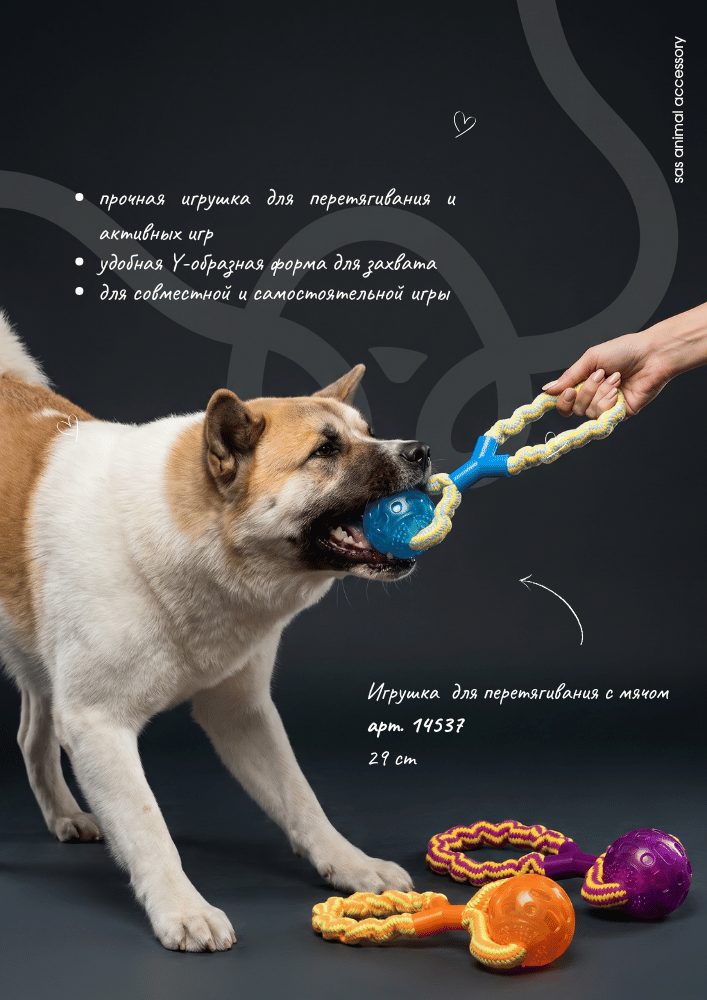 sas animal accessory
прочная игрушка для перетягивания и
активных игр
удобная Y-образная форма для захвата
для совместной и самостоятельной игры
Игрушка для перетягивания с мячом
арт. 14537
29 cm